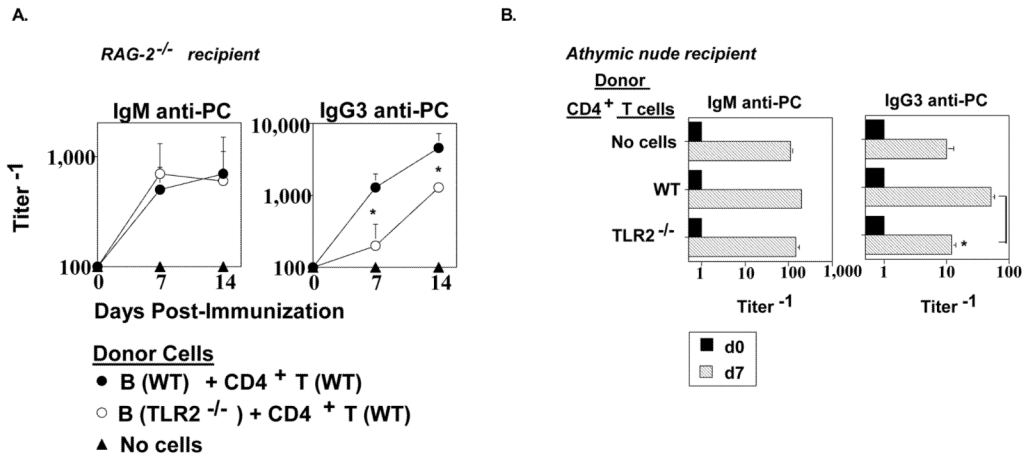 A.
RAG-2-/- recipient
IgM anti-PC
IgG3 anti-PC
Titer-1
1,000
100
10,000
1,000
100
0 7 14
0 7 14
*
*
Days Post-Immunization
Donor Cells
● B (WT) + CD4+ T (WT)
○ B (TLR2-/-) + CD4+ T (WT)
▲ No cells
B.
Athymic nude recipient
Donor
CD4+ T cells
IgM anti-PC
IgG3 anti-PC
No cells
WT
TLR2-/-
*
1 10 100 1,000
1 10 100
Titer-1
Titer-1
d0
d7